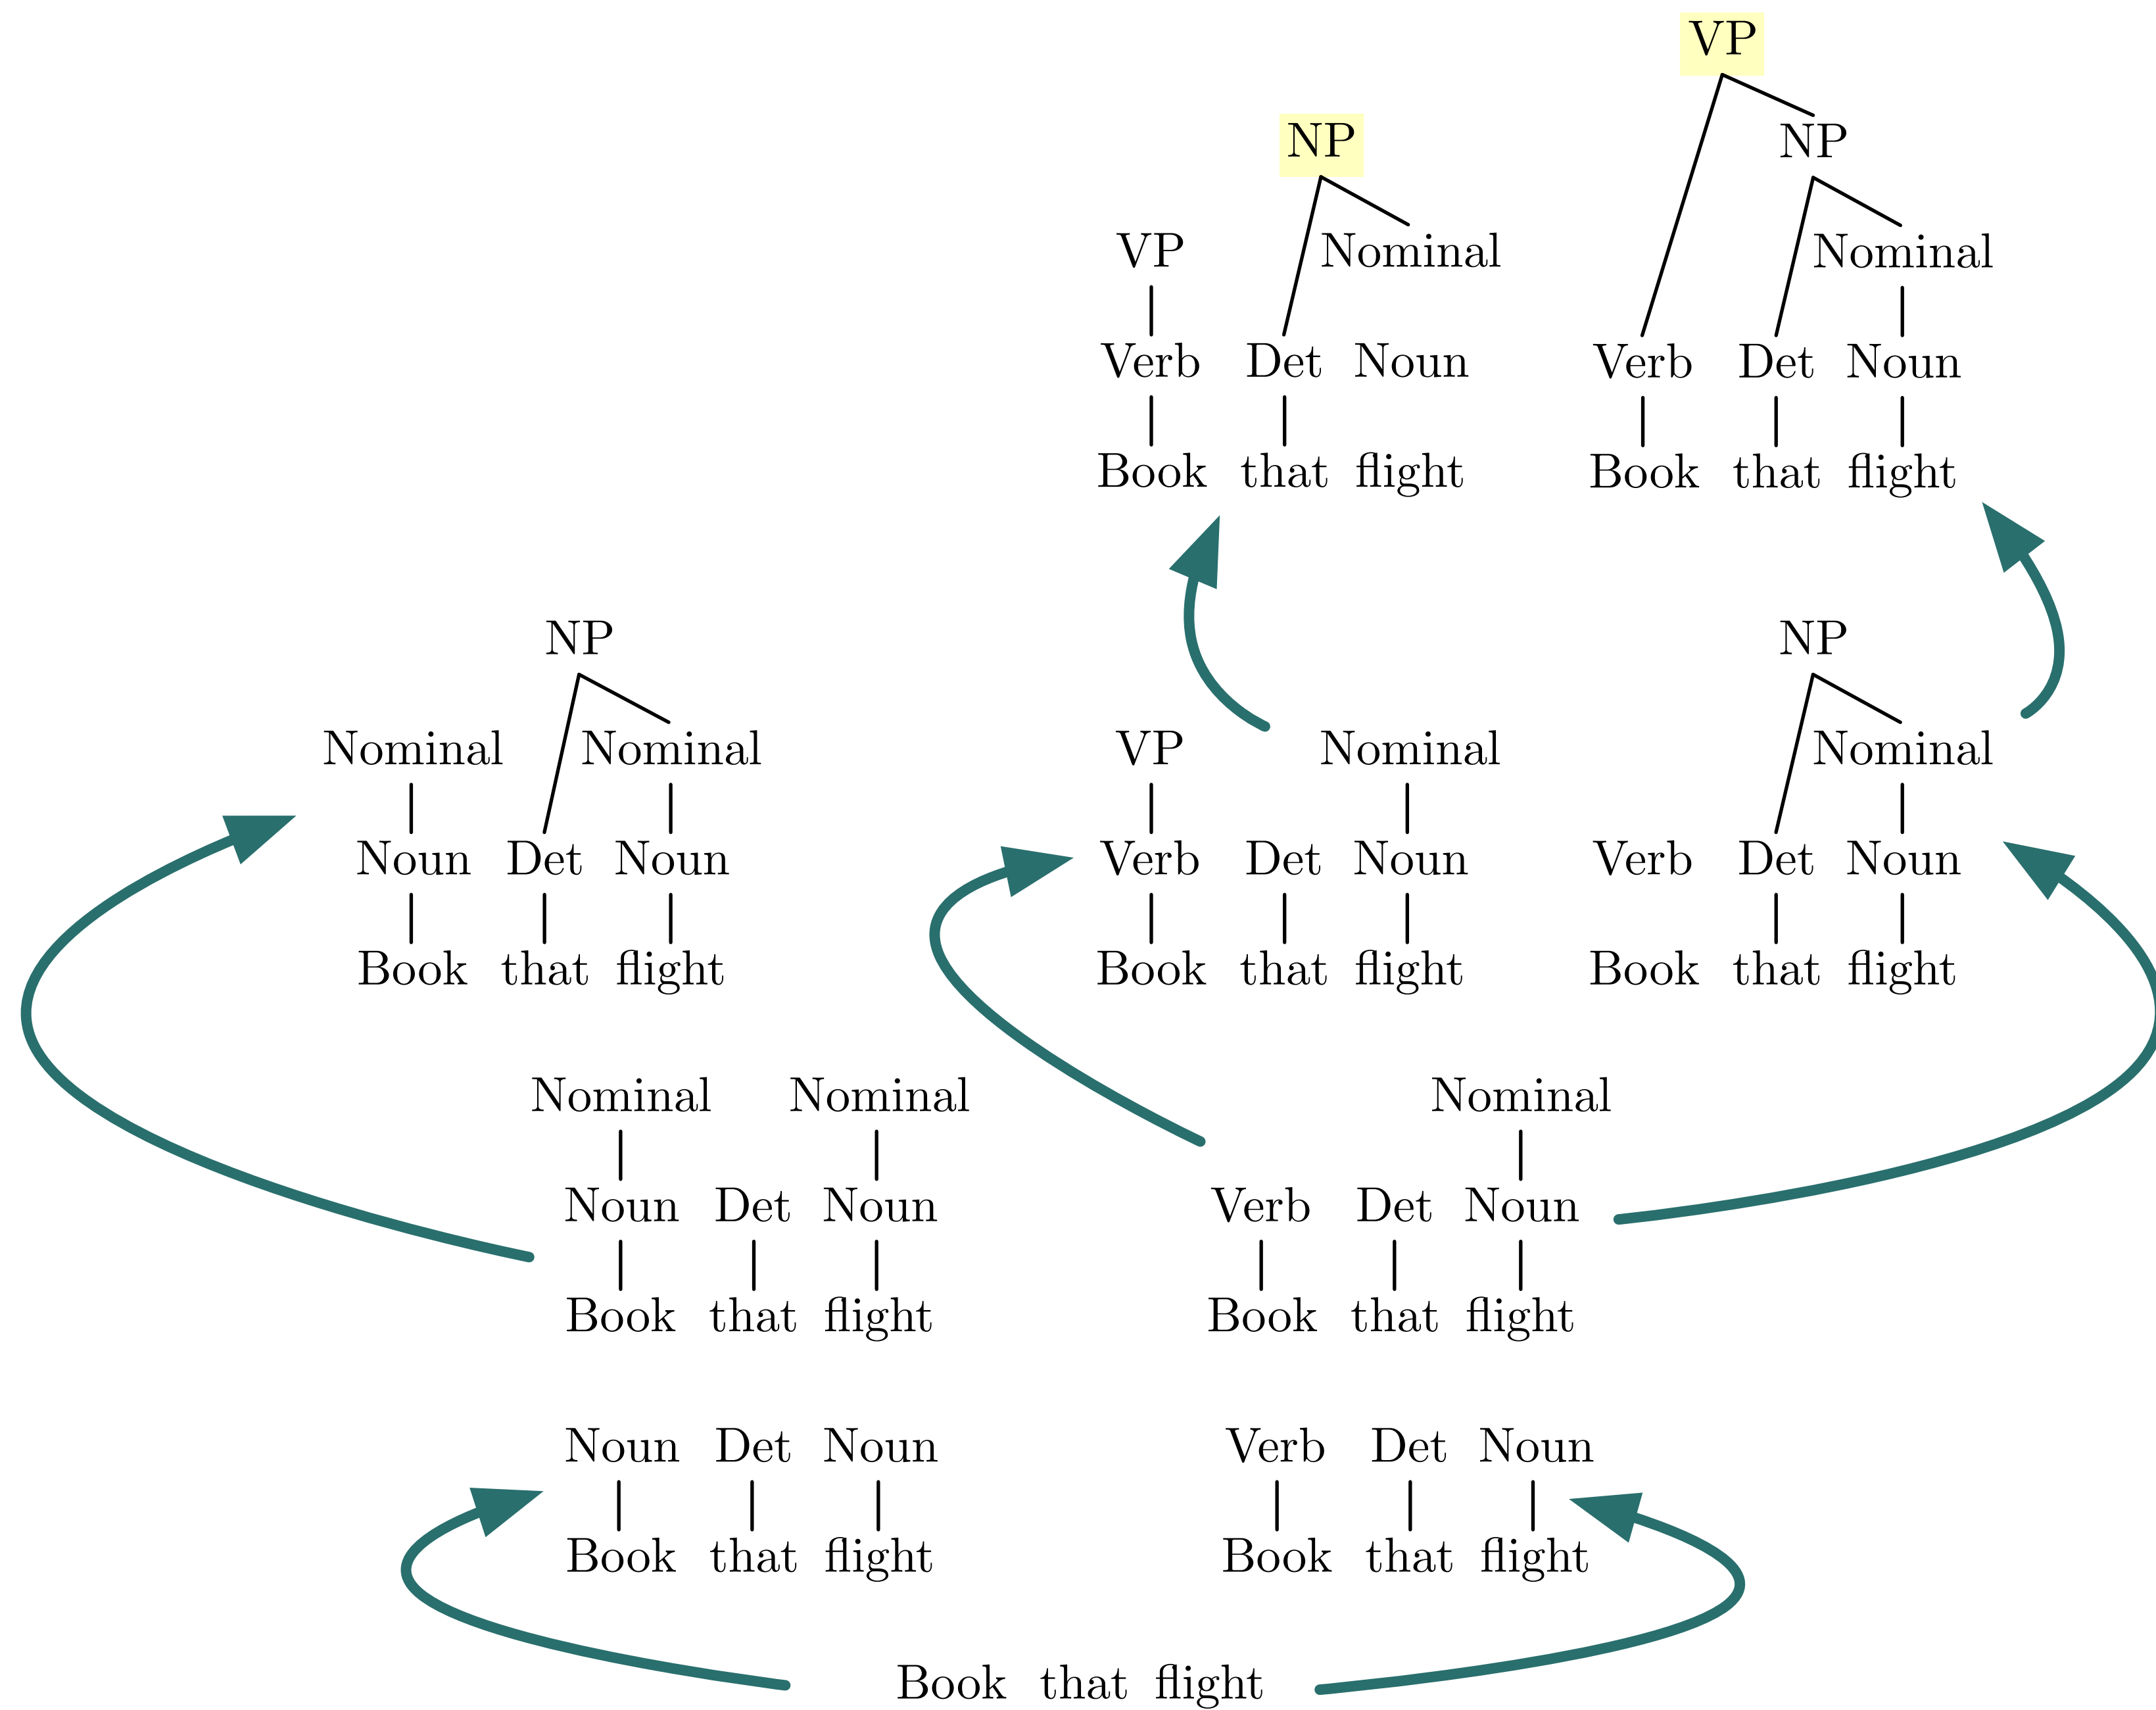 VP
NP NP
VP Nominal Nominal
Verb Det Noun Verb Det Noun
Book that flight Book that flight
NP NP
Nominal Nominal VP Nominal Nominal
Noun Det Noun Verb Det Noun Verb Det Noun
Book that flight Book that flight Book that flight
Nominal Nominal Nominal
Noun Det Noun Verb Det Noun
Book that flight Book that flight
Noun Det Noun Verb Det Noun
Book that flight Book that flight
Book that flight